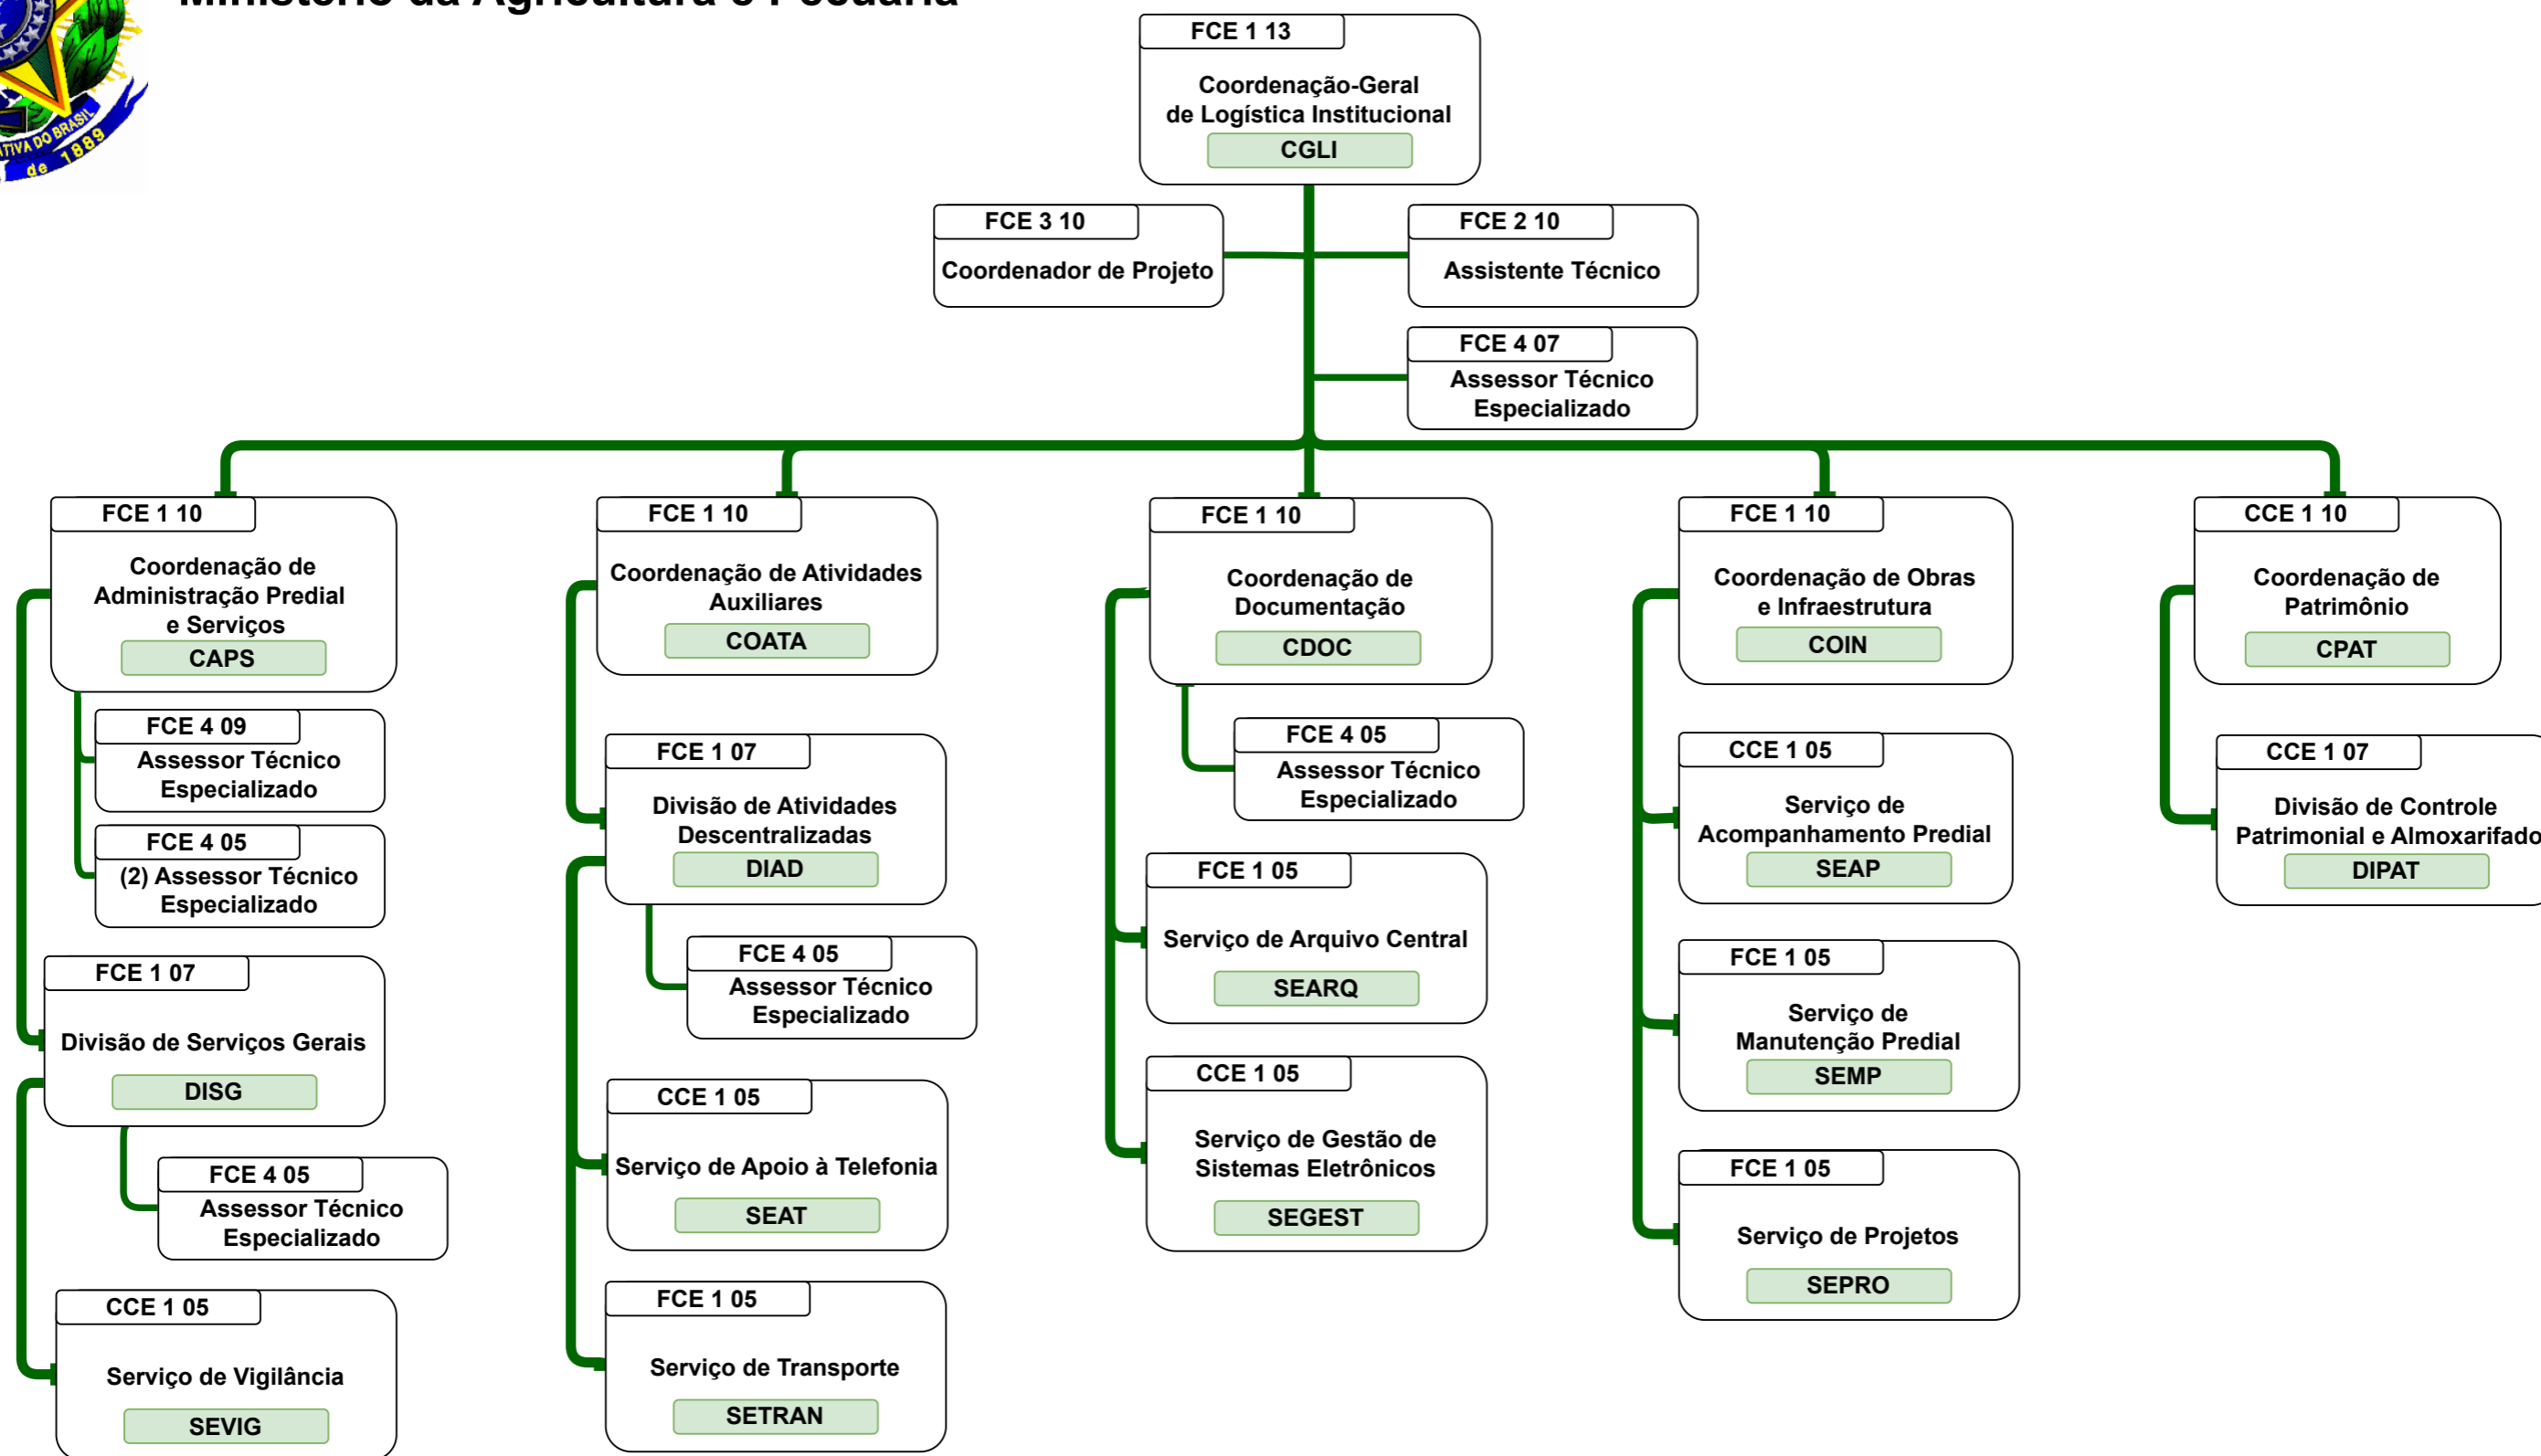 Ministério da Agricultura e Pecuária
DO BRASIL
de 1889
FCE 1 13
Coordenação-Geral
de Logística Institucional
CGLI
FCE 3 10
Coordenador de Projeto
FCE 2 10
Assistente Técnico
FCE 4 07
Assessor Técnico
Especializado
FCE 1 10
Coordenação de
Administração Predial
e Serviços
CAPS
FCE 4 09
Assessor Técnico
Especializado
FCE 4 05
(2) Assessor Técnico
Especializado
FCE 1 07
Divisão de Serviços Gerais
DISG
FCE 4 05
Assessor Técnico
Especializado
CCE 1 05
Serviço de Vigilância
SEVIG
FCE 1 10
Coordenação de Atividades
Auxiliares
COATA
FCE 1 07
Divisão de Atividades
Descentralizadas
DIAD
FCE 4 05
Assessor Técnico
Especializado
CCE 1 05
Serviço de Apoio à Telefonia
SEAT
FCE 1 05
Serviço de Transporte
SETRAN
FCE 1 10
Coordenação de
Documentação
CDOC
FCE 4 05
Assessor Técnico
Especializado
FCE 1 05
Serviço de Arquivo Central
SEARQ
CCE 1 05
Serviço de Gestão de
Sistemas Eletrônicos
SEGEST
FCE 1 10
Coordenação de Obras
e Infraestrutura
COIN
CCE 1 05
Serviço de
Acompanhamento Predial
SEAP
FCE 1 05
Serviço de
Manutenção Predial
SEMP
FCE 1 05
Serviço de Projetos
SEPRO
CCE 1 10
Coordenação de
Patrimônio
CPAT
CCE 1 07
Divisão de Controle
Patrimonial e Almoxarifado
DIPAT